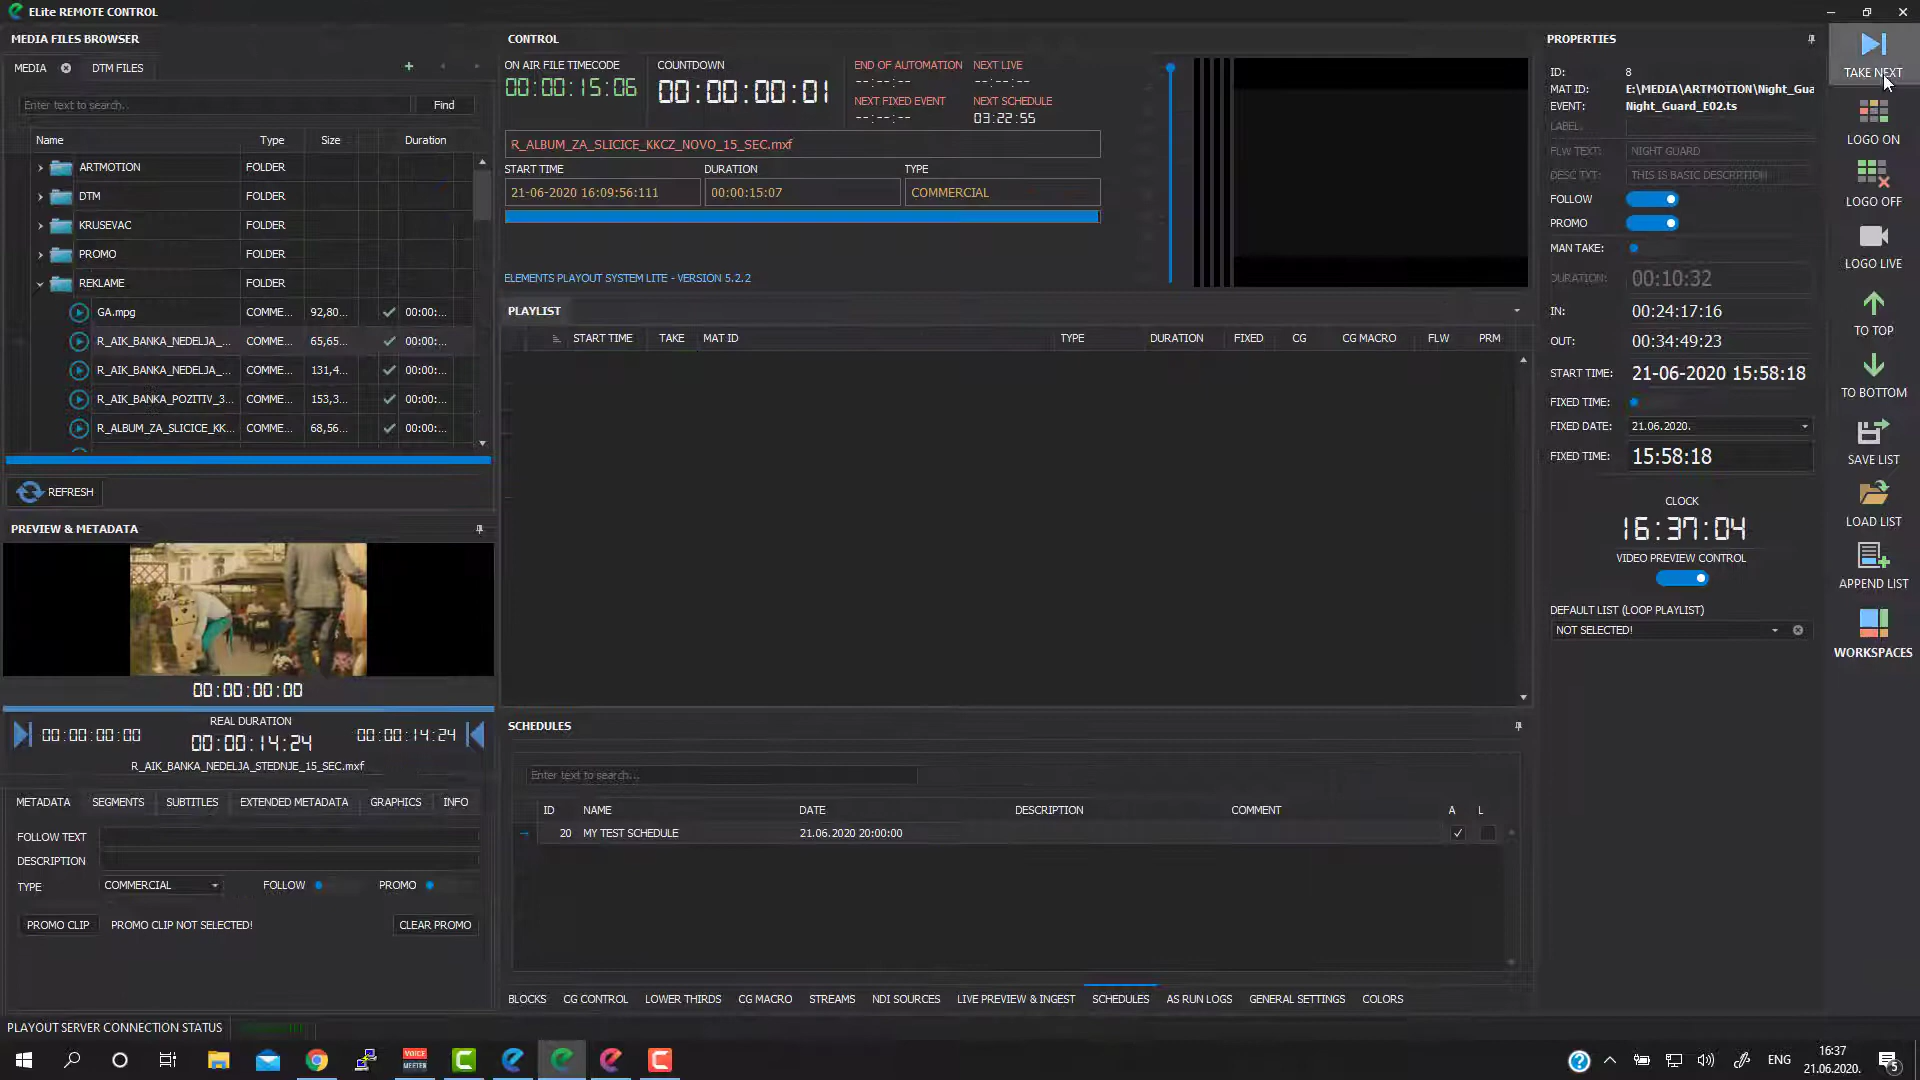 ELite REMOTE CONTROL
MEDIA FILES BROWSER
MEDIA
DTM FILES
Enter text to search...
Find
Name Type Size Duration
ARTMOTION FOLDER
DTM FOLDER
KRUSEVAC FOLDER
PROMO FOLDER
REKLAME FOLDER
GA.mpg COMME... 92,80... 00:00:...
R_AIK_BANKA_NEDELJA_... COMME... 65,65... 00:00:...
R_AIK_BANKA_NEDELJA_... COMME... 131,4... 00:00:...
R_AIK_BANKA_POZITIV_3... COMME... 153,3... 00:00:...
R_ALBUM_ZA_SLICICE_KK... COMME... 68,56... 00:00:...
REFRESH
PREVIEW & METADATA
00:00:00:00
REAL DURATION
00:00:00:00 00:00:14:24 00:00:14:24
R_AIK_BANKA_NEDELJA_STEDNJE_15_SEC.mxf
METADATA SEGMENTS SUBTITLES EXTENDED METADATA GRAPHICS INFO
FOLLOW TEXT
DESCRIPTION
TYPE COMMERCIAL FOLLOW PROMO
PROMO CLIP PROMO CLIP NOT SELECTED! CLEAR PROMO
PLAYOUT SERVER CONNECTION STATUS
CONTROL
ON AIR FILE TIMECODE
00:00:15:06
COUNTDOWN
00:00:00:01
END OF AUTOMATION
--:--:--
NEXT LIVE
--:--:--
NEXT FIXED EVENT
--:--:--
NEXT SCHEDULE
03:22:55
R_ALBUM_ZA_SLICICE_KKCZ_NOVO_15_SEC.mxf
START TIME DURATION TYPE
21-06-2020 16:09:56:111 00:00:15:07 COMMERCIAL
ELEMENTS PLAYOUT SYSTEM LITE - VERSION 5.2.2
PLAYLIST
START TIME TAKE MAT ID TYPE DURATION FIXED CG CG MACRO FLW PRM
SCHEDULES
Enter text to search...
ID NAME DATE DESCRIPTION COMMENT A L
20 MY TEST SCHEDULE 21.06.2020 20:00:00
BLOCKS CG CONTROL LOWER THIRDS CG MACRO STREAMS NDI SOURCES LIVE PREVIEW & INGEST SCHEDULES AS RUN LOGS GENERAL SETTINGS COLORS
PROPERTIES
ID: 8
MAT ID: E:\MEDIA\ARTMOTION\Night_Gua
EVENT: Night_Guard_E02.ts
LABEL:
FLW TEXT: NIGHT GUARD
DESC TXT: THIS IS BASIC DESCRIPTION
FOLLOW
PROMO
MAN TAKE:
DURATION: 00:10:32
IN: 00:24:17:16
OUT: 00:34:49:23
START TIME: 21-06-2020 15:58:18
FIXED TIME:
FIXED DATE: 21.06.2020.
FIXED TIME: 15:58:18
CLOCK
16:37:04
VIDEO PREVIEW CONTROL
DEFAULT LIST (LOOP PLAYLIST)
NOT SELECTED!
TAKE NEXT
LOGO ON
LOGO OFF
LOGO LIVE
TO TOP
TO BOTTOM
SAVE LIST
LOAD LIST
APPEND LIST
WORKSPACES
VOICE
MEETER
ENG
16:37
21.06.2020.
5